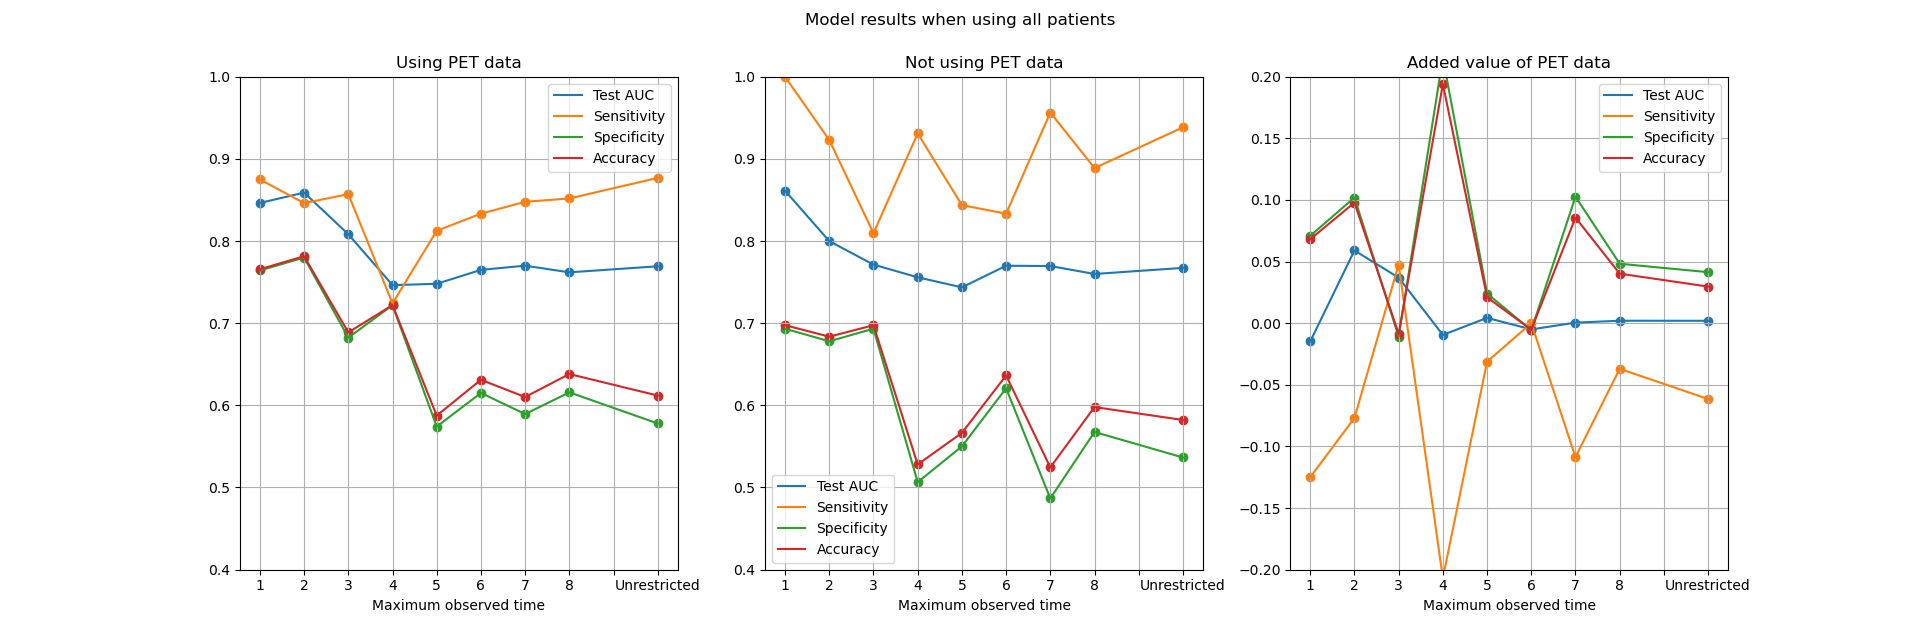 Model results when using all patients
Using PET data
1.0
0.9
0.8
0.7
0.6
0.5
0.4
Test AUC
Sensitivity
Specificity
Accuracy
1 2 3 4 5 6 7 8 Unrestricted
Maximum observed time
Not using PET data
1.0
0.9
0.8
0.7
0.6
0.5
0.4
Test AUC
Sensitivity
Specificity
Accuracy
1 2 3 4 5 6 7 8 Unrestricted
Maximum observed time
Added value of PET data
0.20
0.15
0.10
0.05
0.00
−0.05
−0.10
−0.15
−0.20
Test AUC
Sensitivity
Specificity
Accuracy
1 2 3 4 5 6 7 8 Unrestricted
Maximum observed time